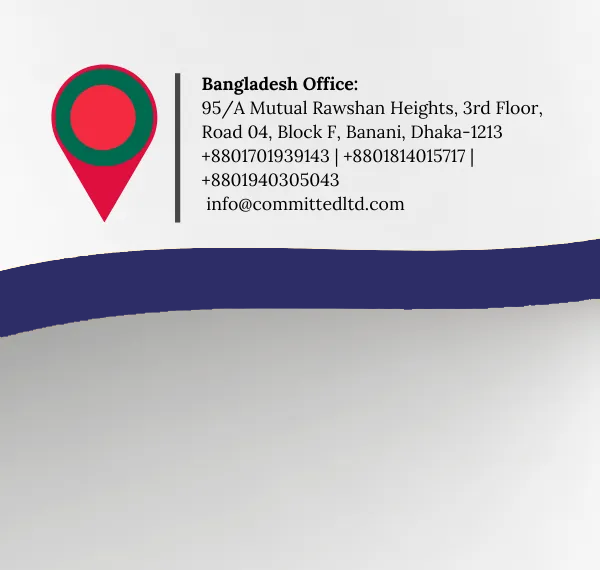 Bangladesh Office:
95/A Mutual Rawshan Heights, 3rd Floor,
Road 04, Block F, Banani, Dhaka-1213
+8801701939143 | +8801814015717 |
+8801940305043
info@committedltd.com